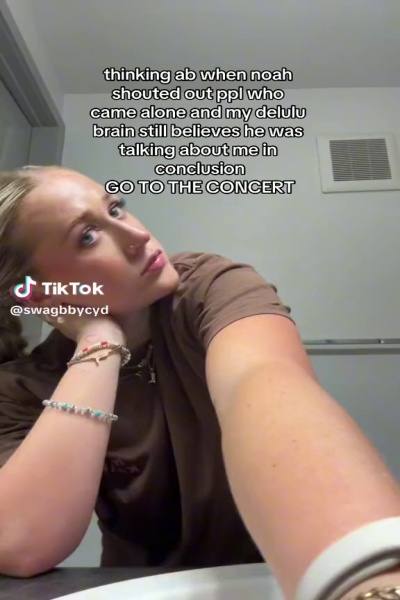 thinking ab when noah
shouted out ppl who
came alone and my delulu
brain still believes he was
talking about me in
conclusion
GO TO THE CONCERT
TikTok
@swagbbycyd